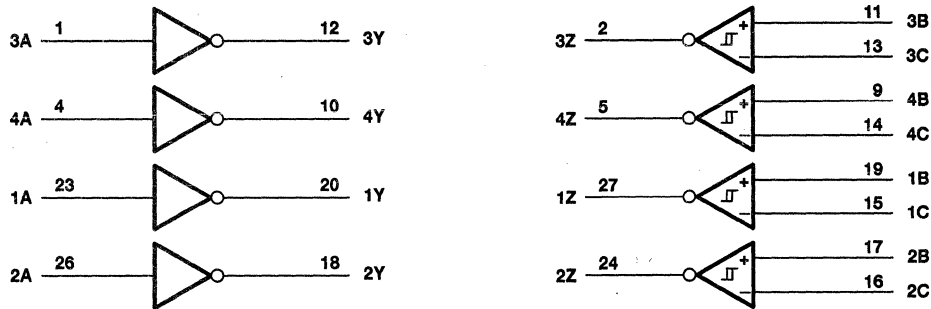 3A 1 12 3Y
4A 4 10 4Y
1A 23 20 1Y
2A 26 18 2Y
3Z 2 + − 11 3B
13 3C
4Z 5 + − 9 4B
14 4C
1Z 27 + − 19 1B
15 1C
2Z 24 + − 17 2B
16 2C